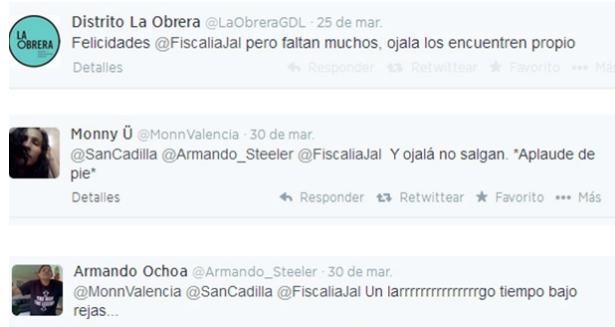 LA
OBRERA
Distrito La Obrera @LaObreraGDL · 25 de mar.
Felicidades @FiscaliaJal pero faltan muchos, ojala los encuentren propio
Detalles Responder Retwittear Favorito Má
Monny Ü @MonnValencia · 30 de mar.
@SanCadilla @Armando_Steeler @FiscaliaJal Y ojalá no salgan. *Aplaude de
pie*
Detalles Responder Retwittear Favorito Más
Armando Ochoa @Armando_Steeler · 30 de mar.
@MonnValencia @SanCadilla @FiscaliaJal Un larrrrrrrrrrrrrrrgo tiempo bajo
rejas...